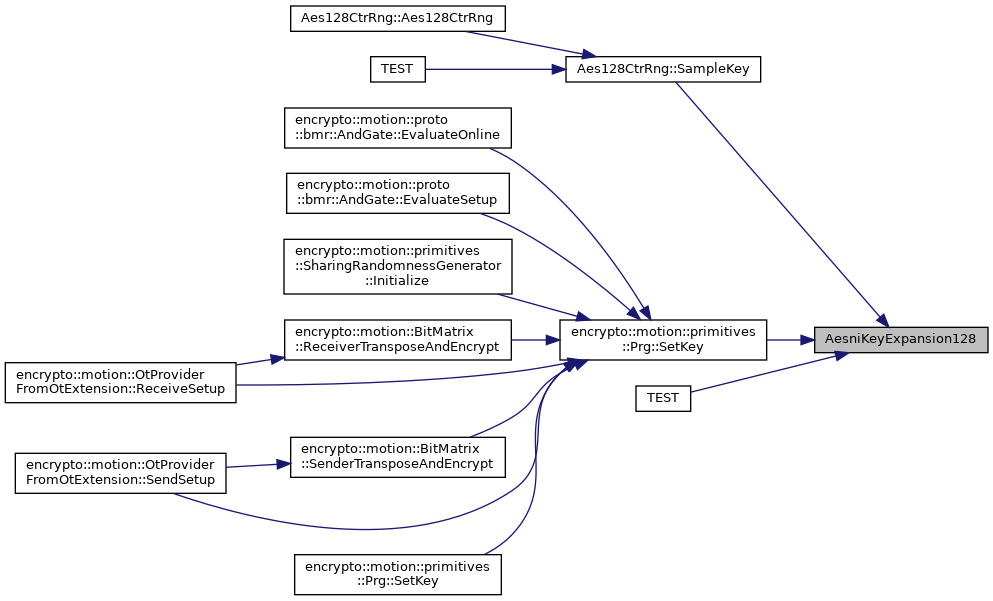 Aes128CtrRng::Aes128CtrRng
TEST
Aes128CtrRng::SampleKey
encrypto::motion::proto
::bmr::AndGate::EvaluateOnline
encrypto::motion::proto
::bmr::AndGate::EvaluateSetup
encrypto::motion::primitives
::SharingRandomnessGenerator
::Initialize
encrypto::motion::BitMatrix
::ReceiverTransposeAndEncrypt
encrypto::motion::primitives
::Prg::SetKey
AesniKeyExpansion128
encrypto::motion::OtProvider
FromOtExtension::ReceiveSetup
TEST
encrypto::motion::BitMatrix
::SenderTransposeAndEncrypt
encrypto::motion::OtProvider
FromOtExtension::SendSetup
encrypto::motion::primitives
::Prg::SetKey